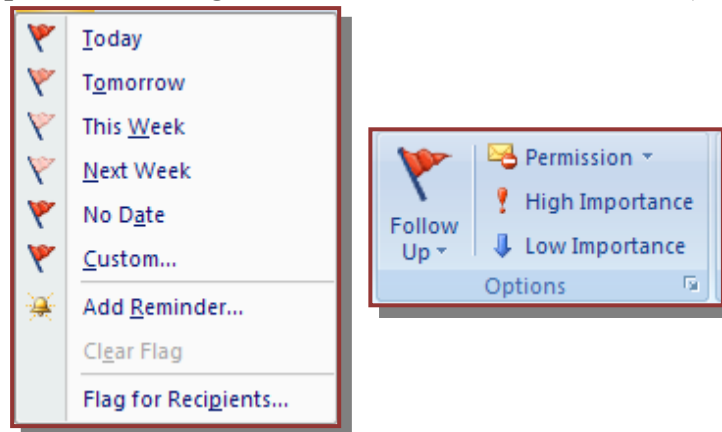 Today
Tomorrow
This Week
Next Week
No Date
Custom...
Add Reminder...
Clear Flag
Flag for Recipients...
Follow
Up
Permission
High Importance
Low Importance
Options